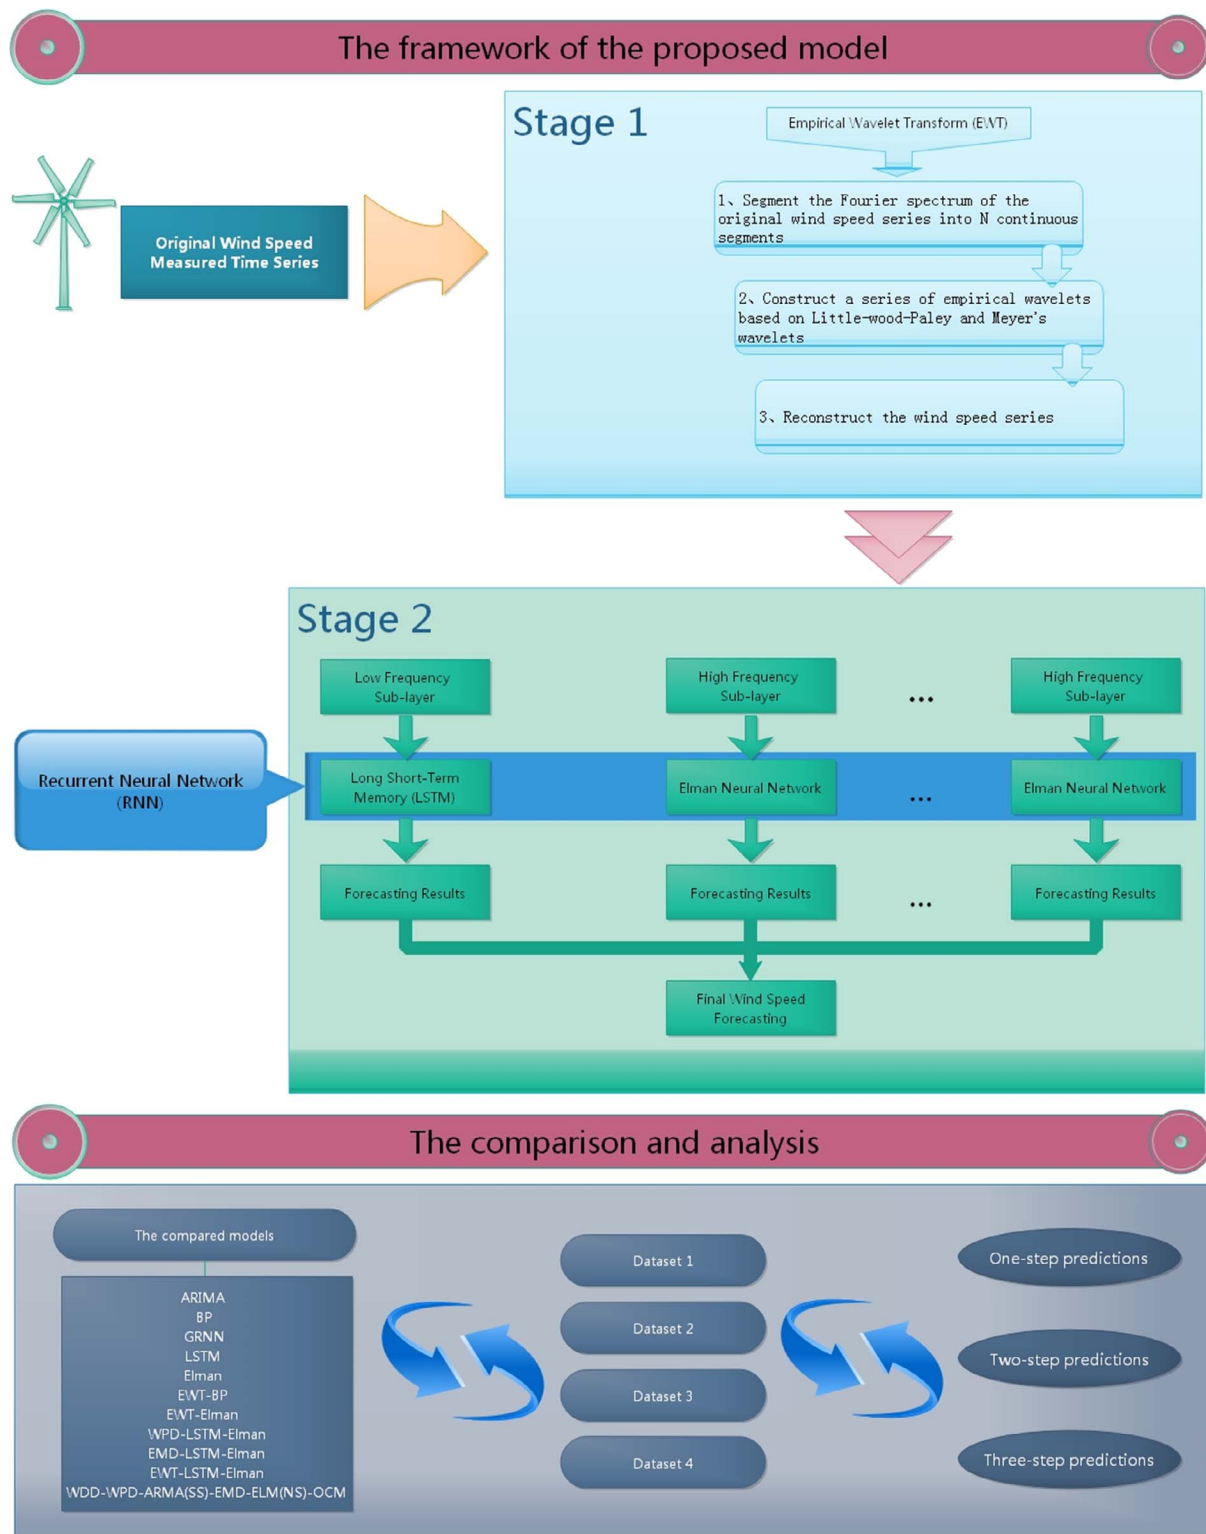 The framework of the proposed model
Stage 1
Empirical Wavelet Transform (EWT)
Original Wind Speed
Measured Time Series
1、Segment the Fourier spectrum of the
original wind speed series into N continuous
segments
2、Construct a series of empirical wavelets
based on Little-wood-Paley and Meyer's
wavelets
3、Reconstruct the wind speed series
Stage 2
Low Frequency
Sub-layer
High Frequency
Sub-layer
...
High Frequency
Sub-layer
Recurrent Neural Network
(RNN)
Long Short-Term
Memory (LSTM)
Elman Neural Network
...
Elman Neural Network
Forecasting Results
Forecasting Results
...
Forecasting Results
Final Wind Speed
Forecasting
The comparison and analysis
The compared models
ARIMA
BP
GRNN
LSTM
Elman
EWT-BP
EWT-Elman
WPD-LSTM-Elman
EMD-LSTM-Elman
EWT-LSTM-Elman
WDD-WPD-ARMA(SS)-EMD-ELM(NS)-OCM
Dataset 1
Dataset 2
Dataset 3
Dataset 4
One-step predictions
Two-step predictions
Three-step predictions